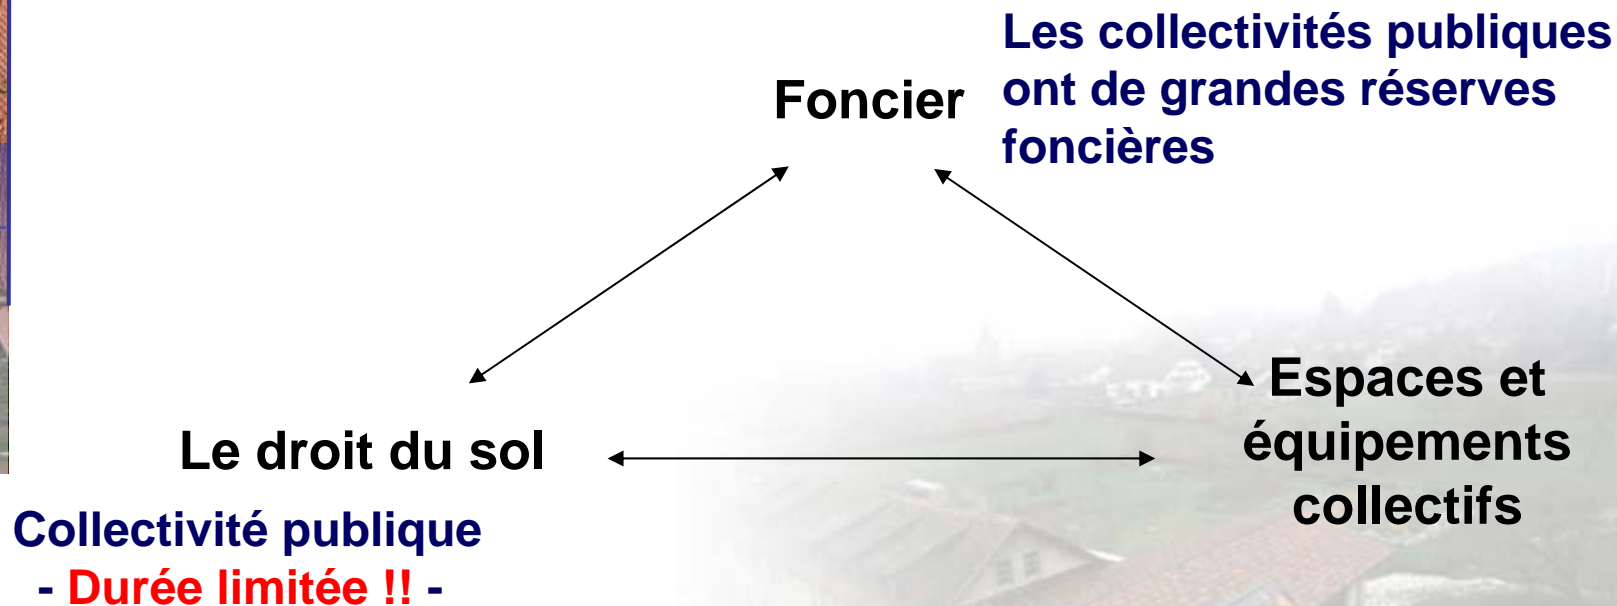 Les collectivités publiques
ont de grandes réserves
foncières
Foncier
Le droit du sol
Espaces et
équipements
collectifs
Collectivité publique
- Durée limitée !! -